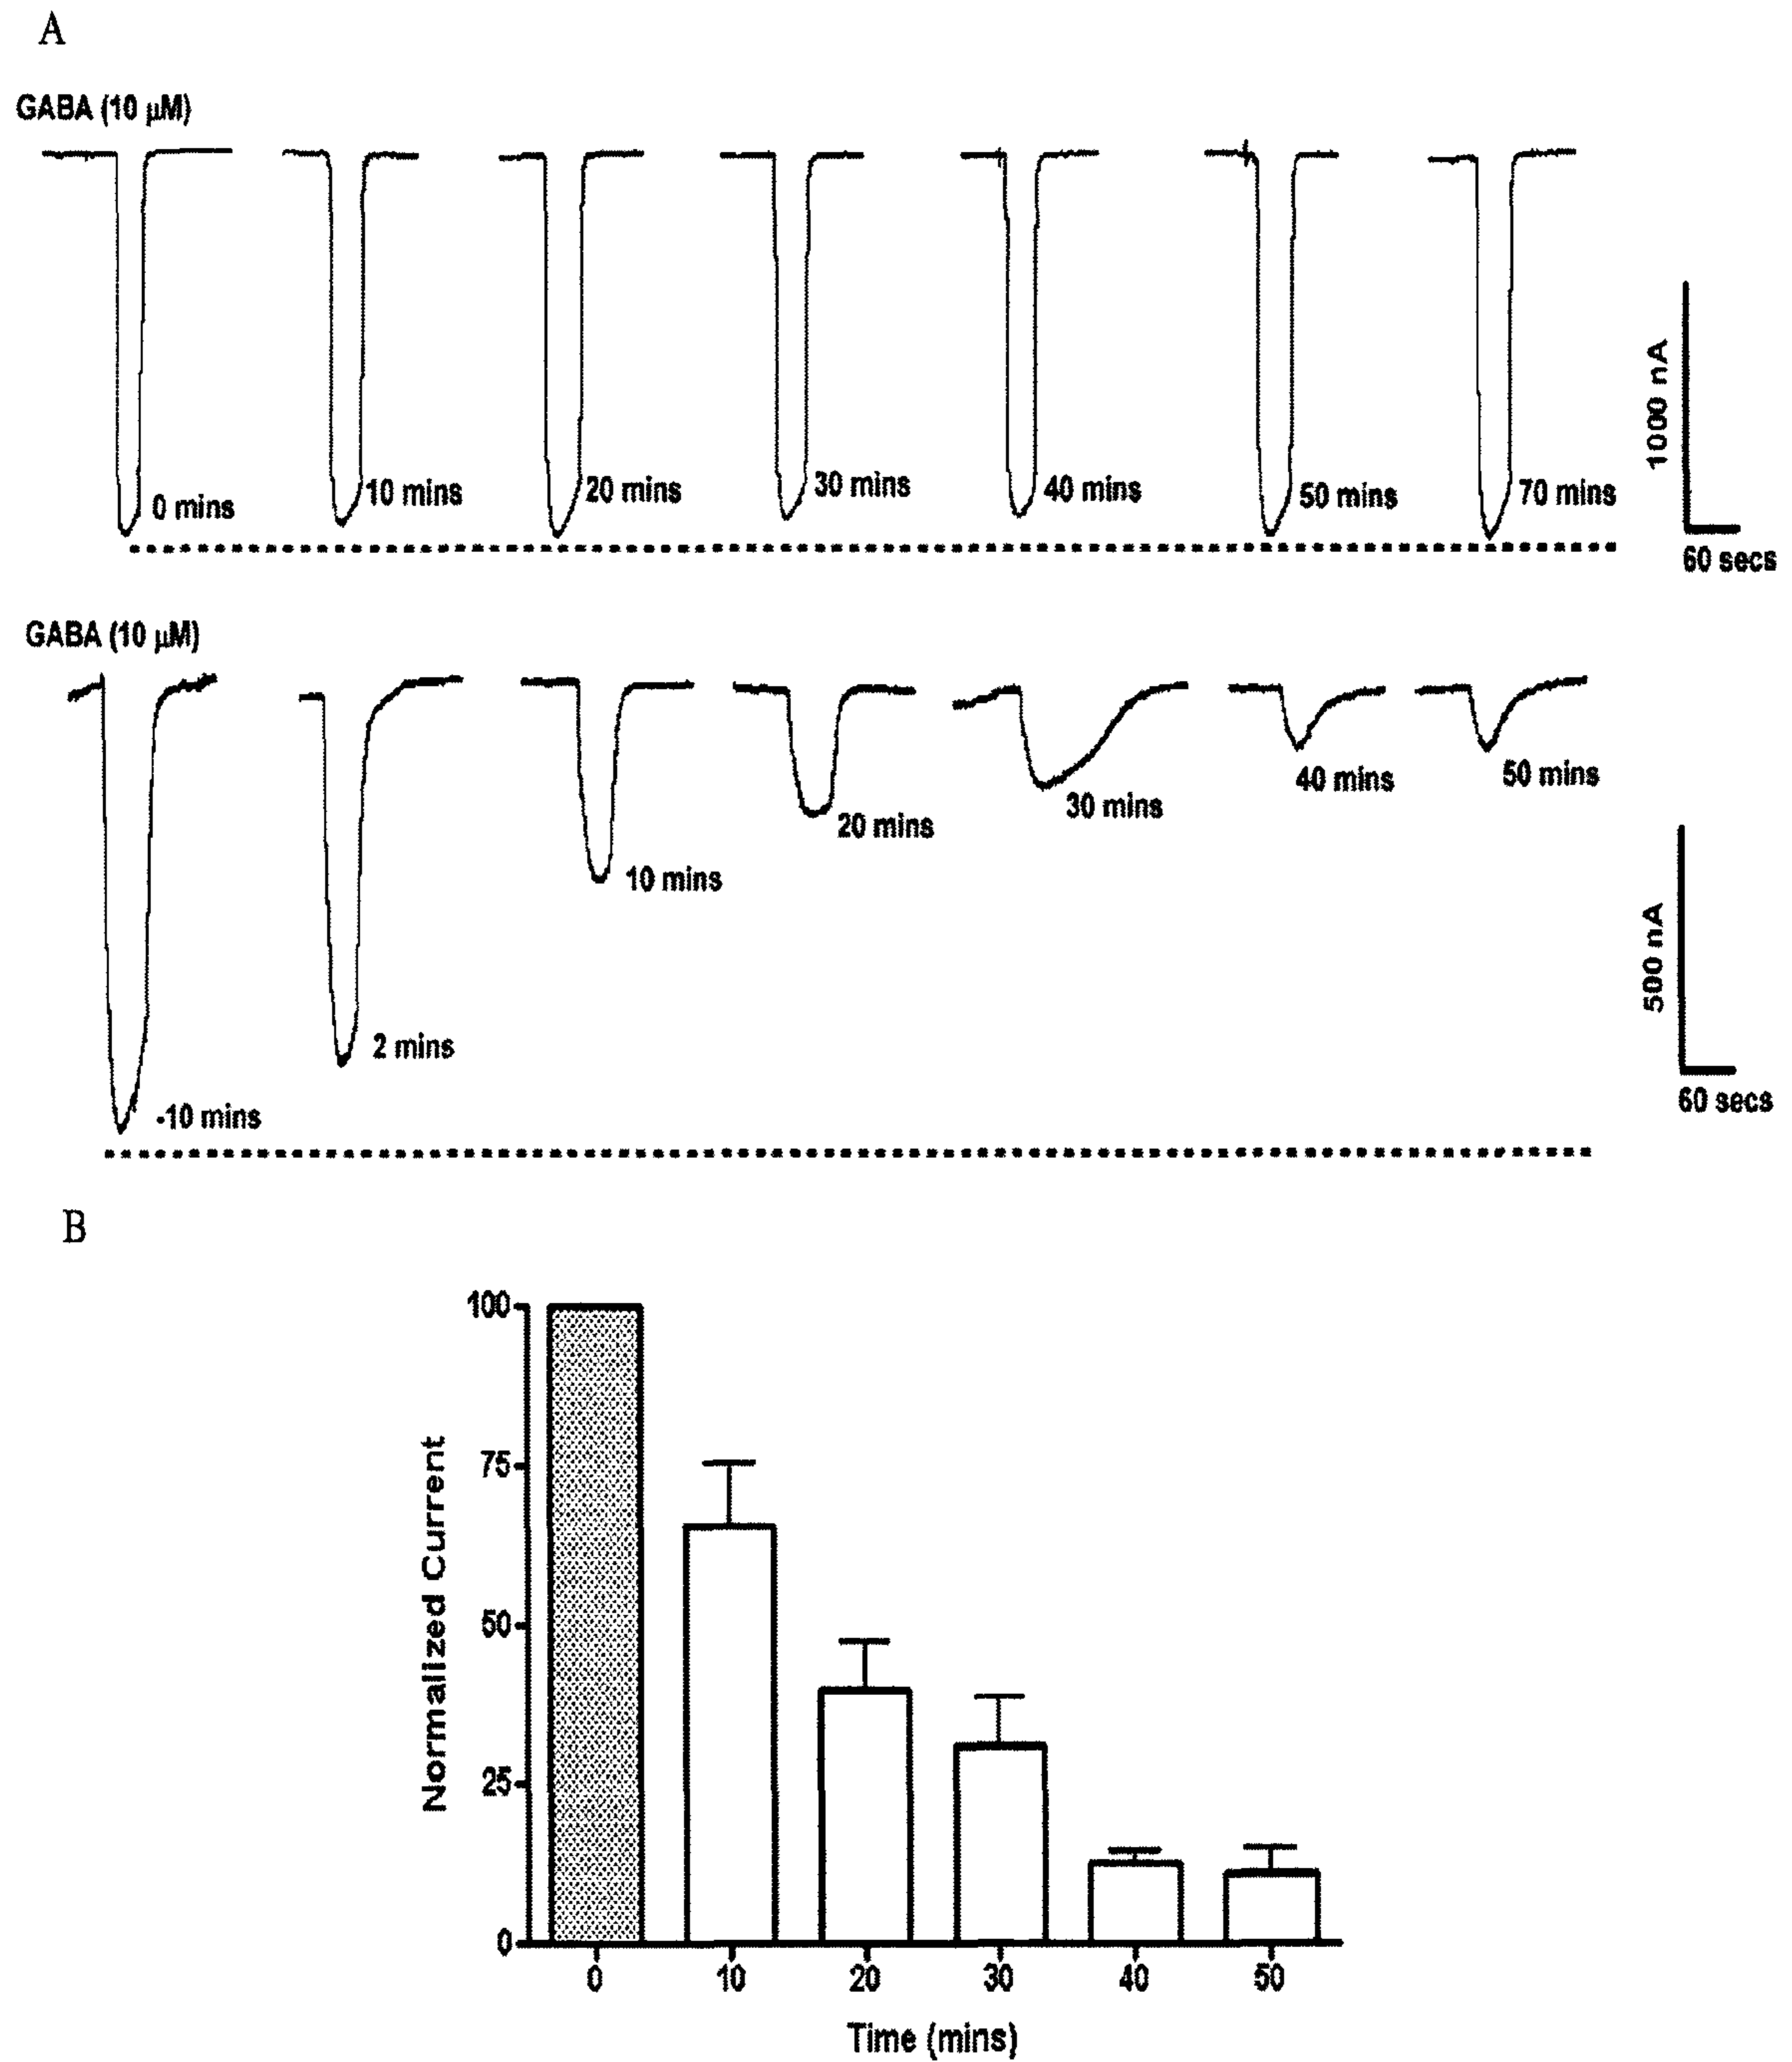 A
GABA (10 µM)
0 mins
10 mins
20 mins
30 mins
40 mins
50 mins
70 mins
1000 nA
60 secs
GABA (10 µM)
-10 mins
2 mins
10 mins
20 mins
30 mins
40 mins
50 mins
500 nA
60 secs
B
100
75
50
25
0
Normalized Current
0 10 20 30 40 50
Time (mins)